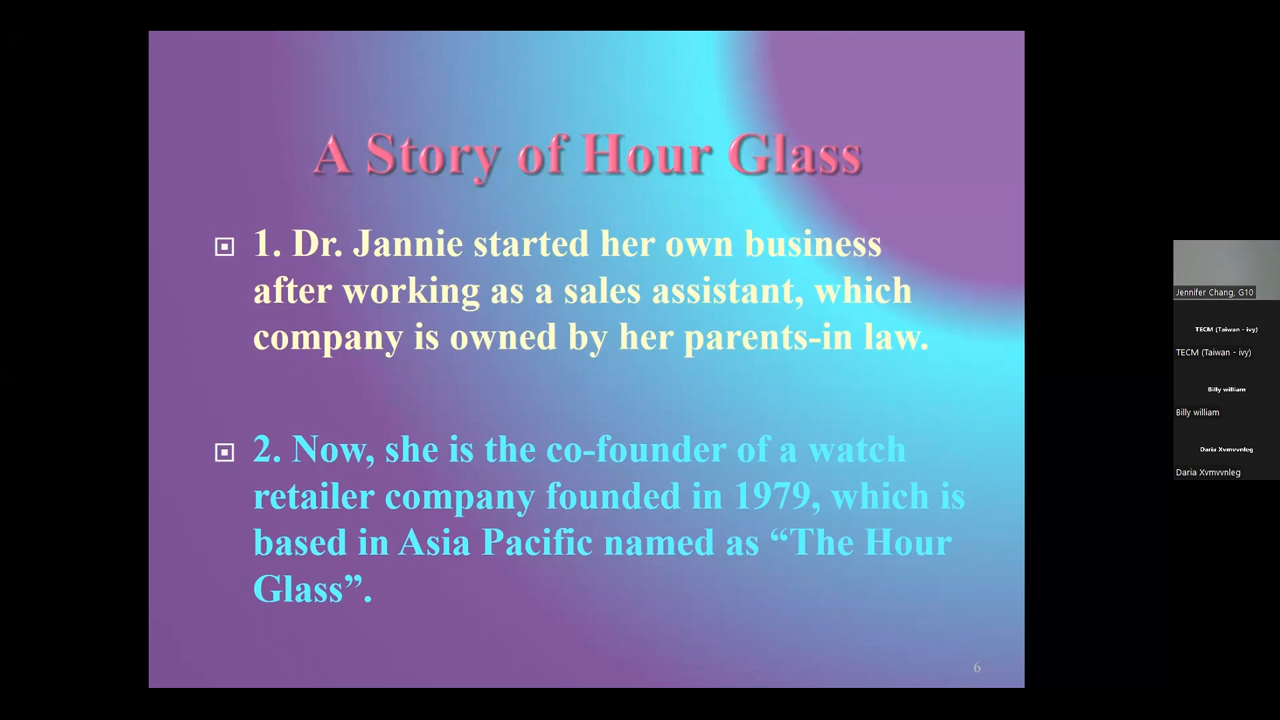 A Story of Hour Glass
1. Dr. Jannie started her own business
after working as a sales assistant, which
company is owned by her parents-in law.
2. Now, she is the co-founder of a watch
retailer company founded in 1979, which is
based in Asia Pacific named as “The Hour
Glass”.
6
Jennifer Chang, G10
TECM (Taiwan - ivy)
TECM (Taiwan - ivy)
Billy william
Billy william
Daria Xvmvvnleg
Daria Xvmvvnleg